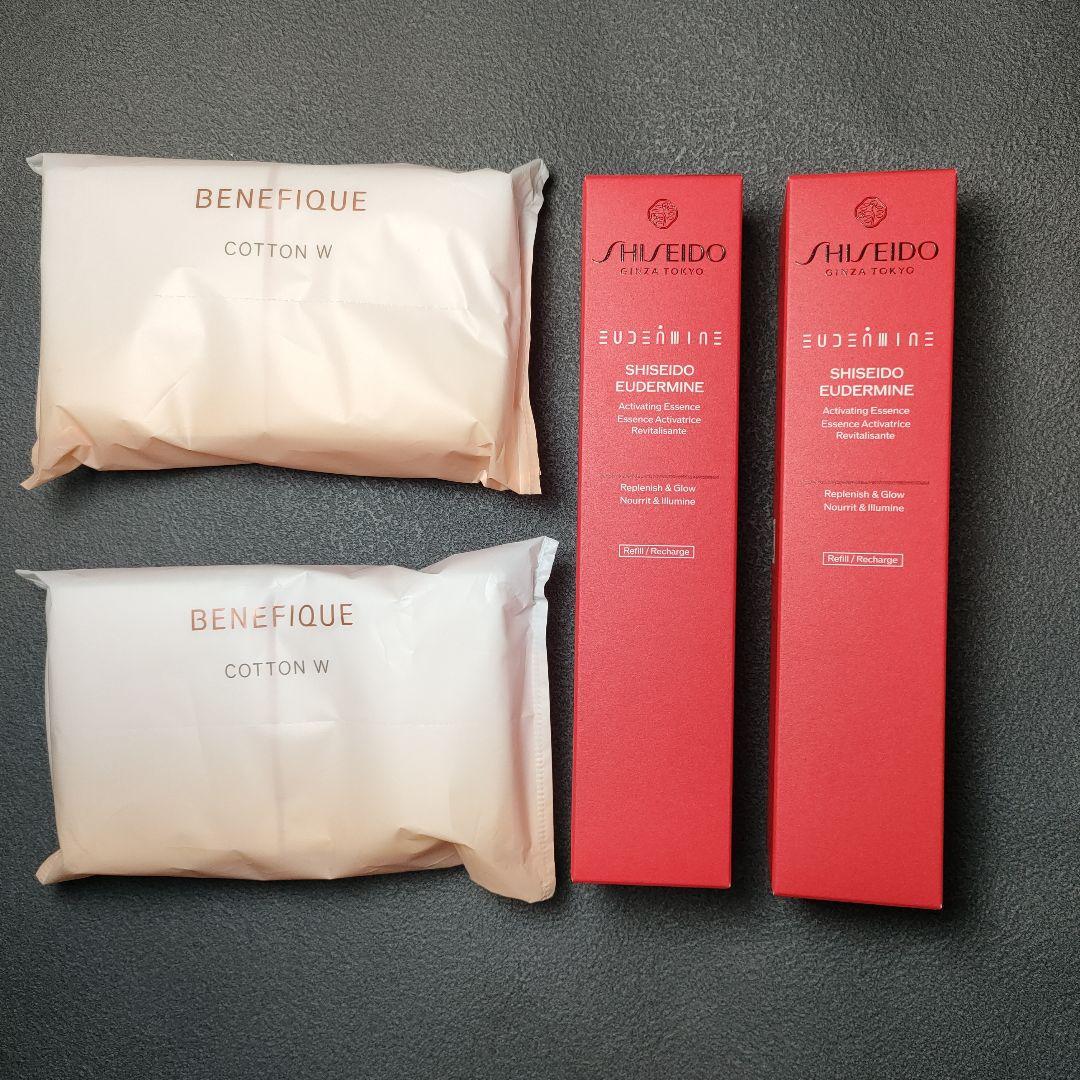 BENEFIQUE
COTTON W
BENEFIQUE
COTTON W
SHISEIDO
GINZA TOKYO
EUDERMINE
SHISEIDO
EUDERMINE
Activating Essence
Essence Activatrice
Revitalisante
Replenish & Glow
Nourrit & Illumine
Refill / Recharge
SHISEIDO
GINZA TOKYO
EUDERMINE
SHISEIDO
EUDERMINE
Activating Essence
Essence Activatrice
Revitalisante
Replenish & Glow
Nourrit & Illumine
Refill / Recharge